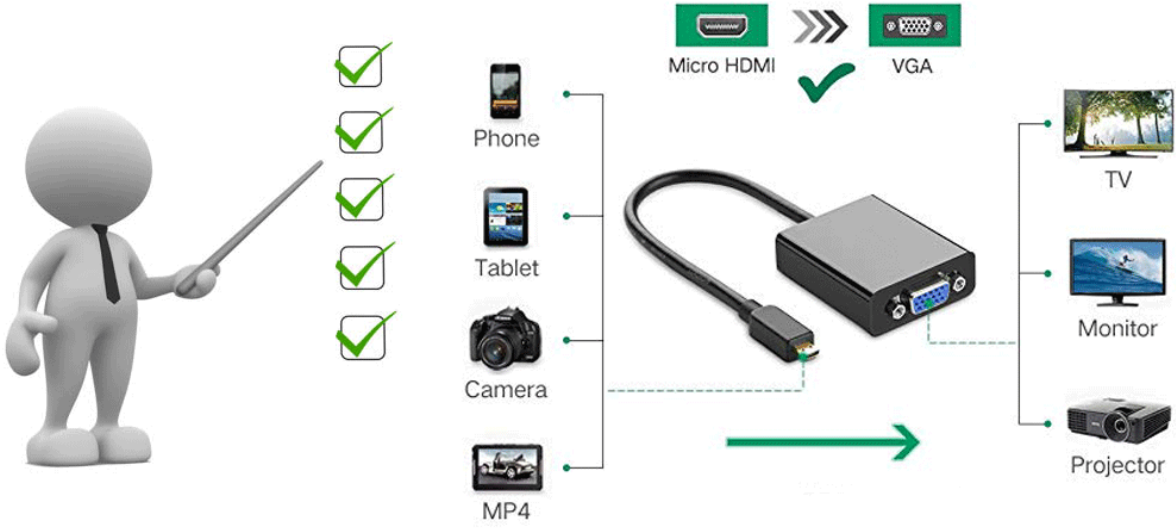 Micro HDMI
VGA
Phone
Tablet
Camera
MP4
TV
Monitor
Projector